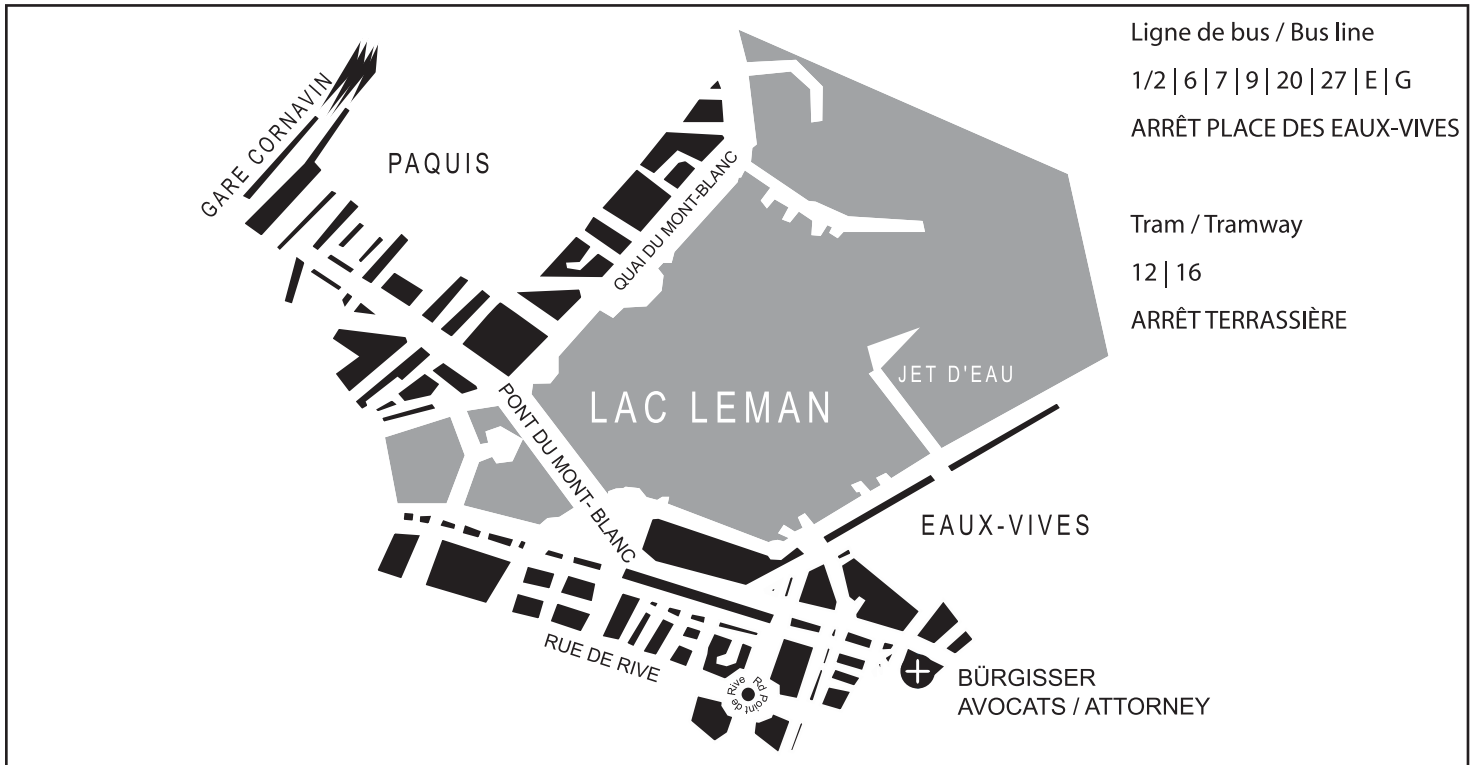 Ligne de bus / Bus line
1/2 | 6 | 7 | 9 | 20 | 27 | E | G
ARRÊT PLACE DES EAUX-VIVES
Tram / Tramway
12 | 16
ARRÊT TERRASSIÈRE
GARE CORNAVIN
PAQUIS
QUAI DU MONT-BLANC
JET D'EAU
LAC LEMAN
PONT DU MONT- BLANC
EAUX-VIVES
RUE DE RIVE
Rd Point de Rive
BÜRGISSER
AVOCATS / ATTORNEY